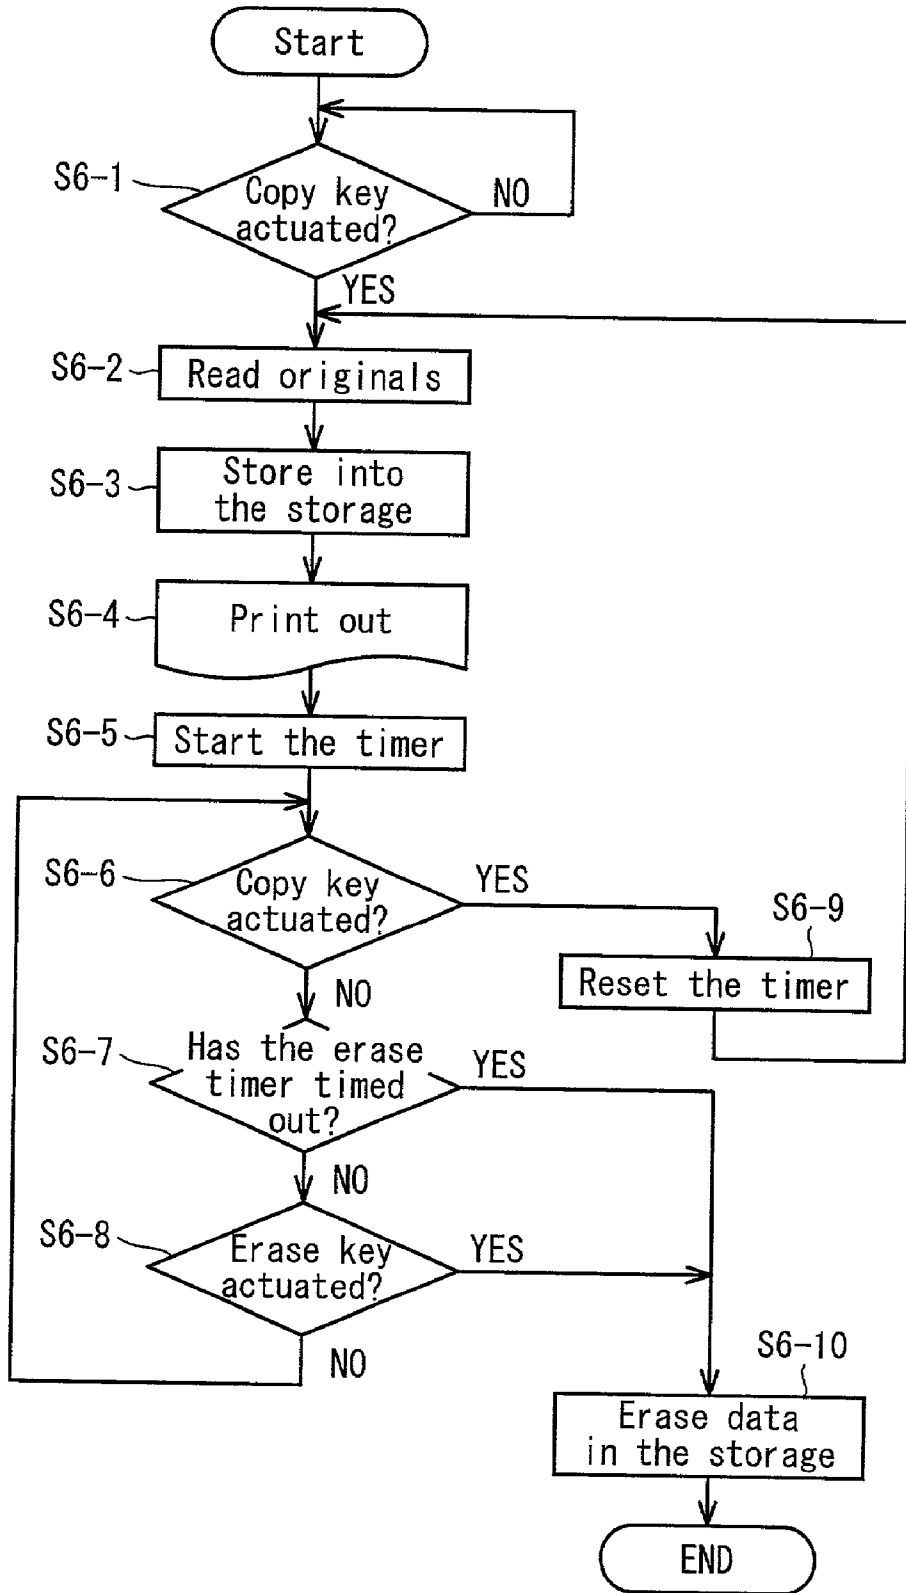 Start
S6-1
Copy key
actuated?
NO
YES
S6-2
Read originals
S6-3
Store into
the storage
S6-4
Print out
S6-5
Start the timer
S6-6
Copy key
actuated?
YES
S6-9
Reset the timer
NO
S6-7
Has the erase
timer timed
out?
YES
NO
S6-8
Erase key
actuated?
YES
NO
S6-10
Erase data
in the storage
END